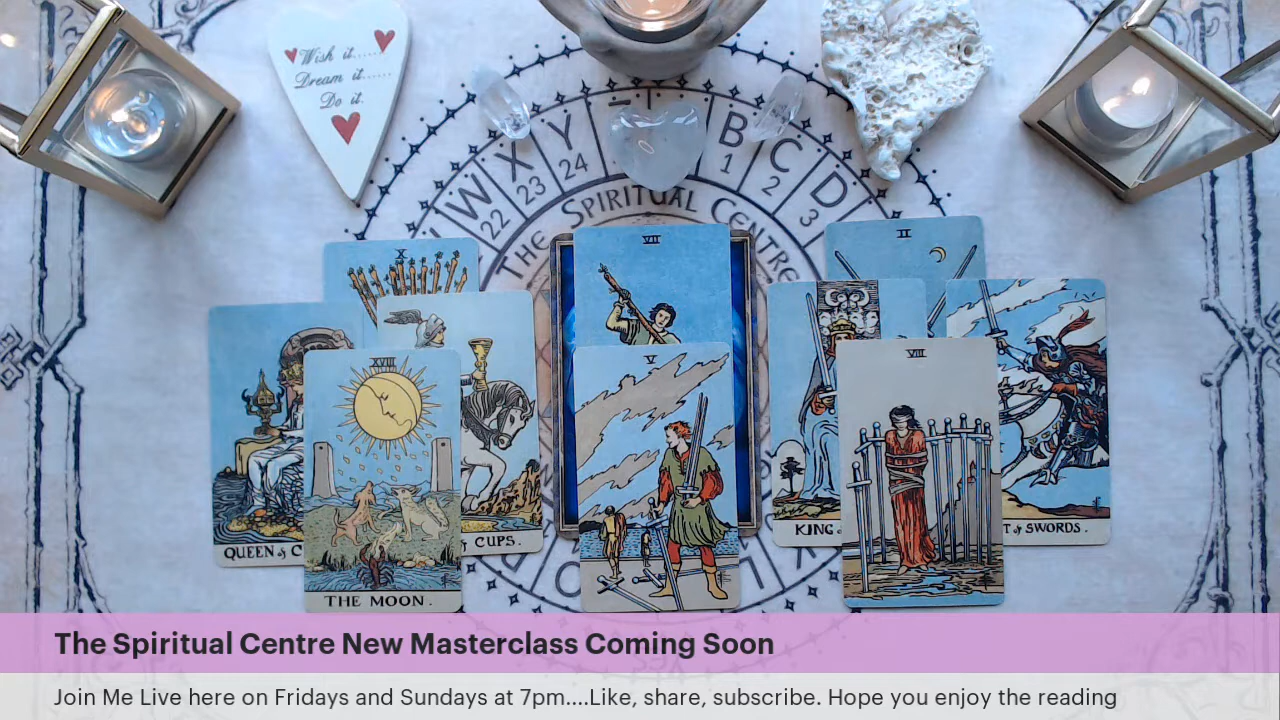 Wish it.....
Dream it......
Do it.
W
X
Y
B
C
D
22
23
24
1
2
3
THE SPIRITUAL CENTRE
X
VII
II
XVIII
V
VIII
QUEEN of C
CUPS.
KING
T of SWORDS.
THE MOON.
The Spiritual Centre New Masterclass Coming Soon
Join Me Live here on Fridays and Sundays at 7pm....Like, share, subscribe. Hope you enjoy the reading